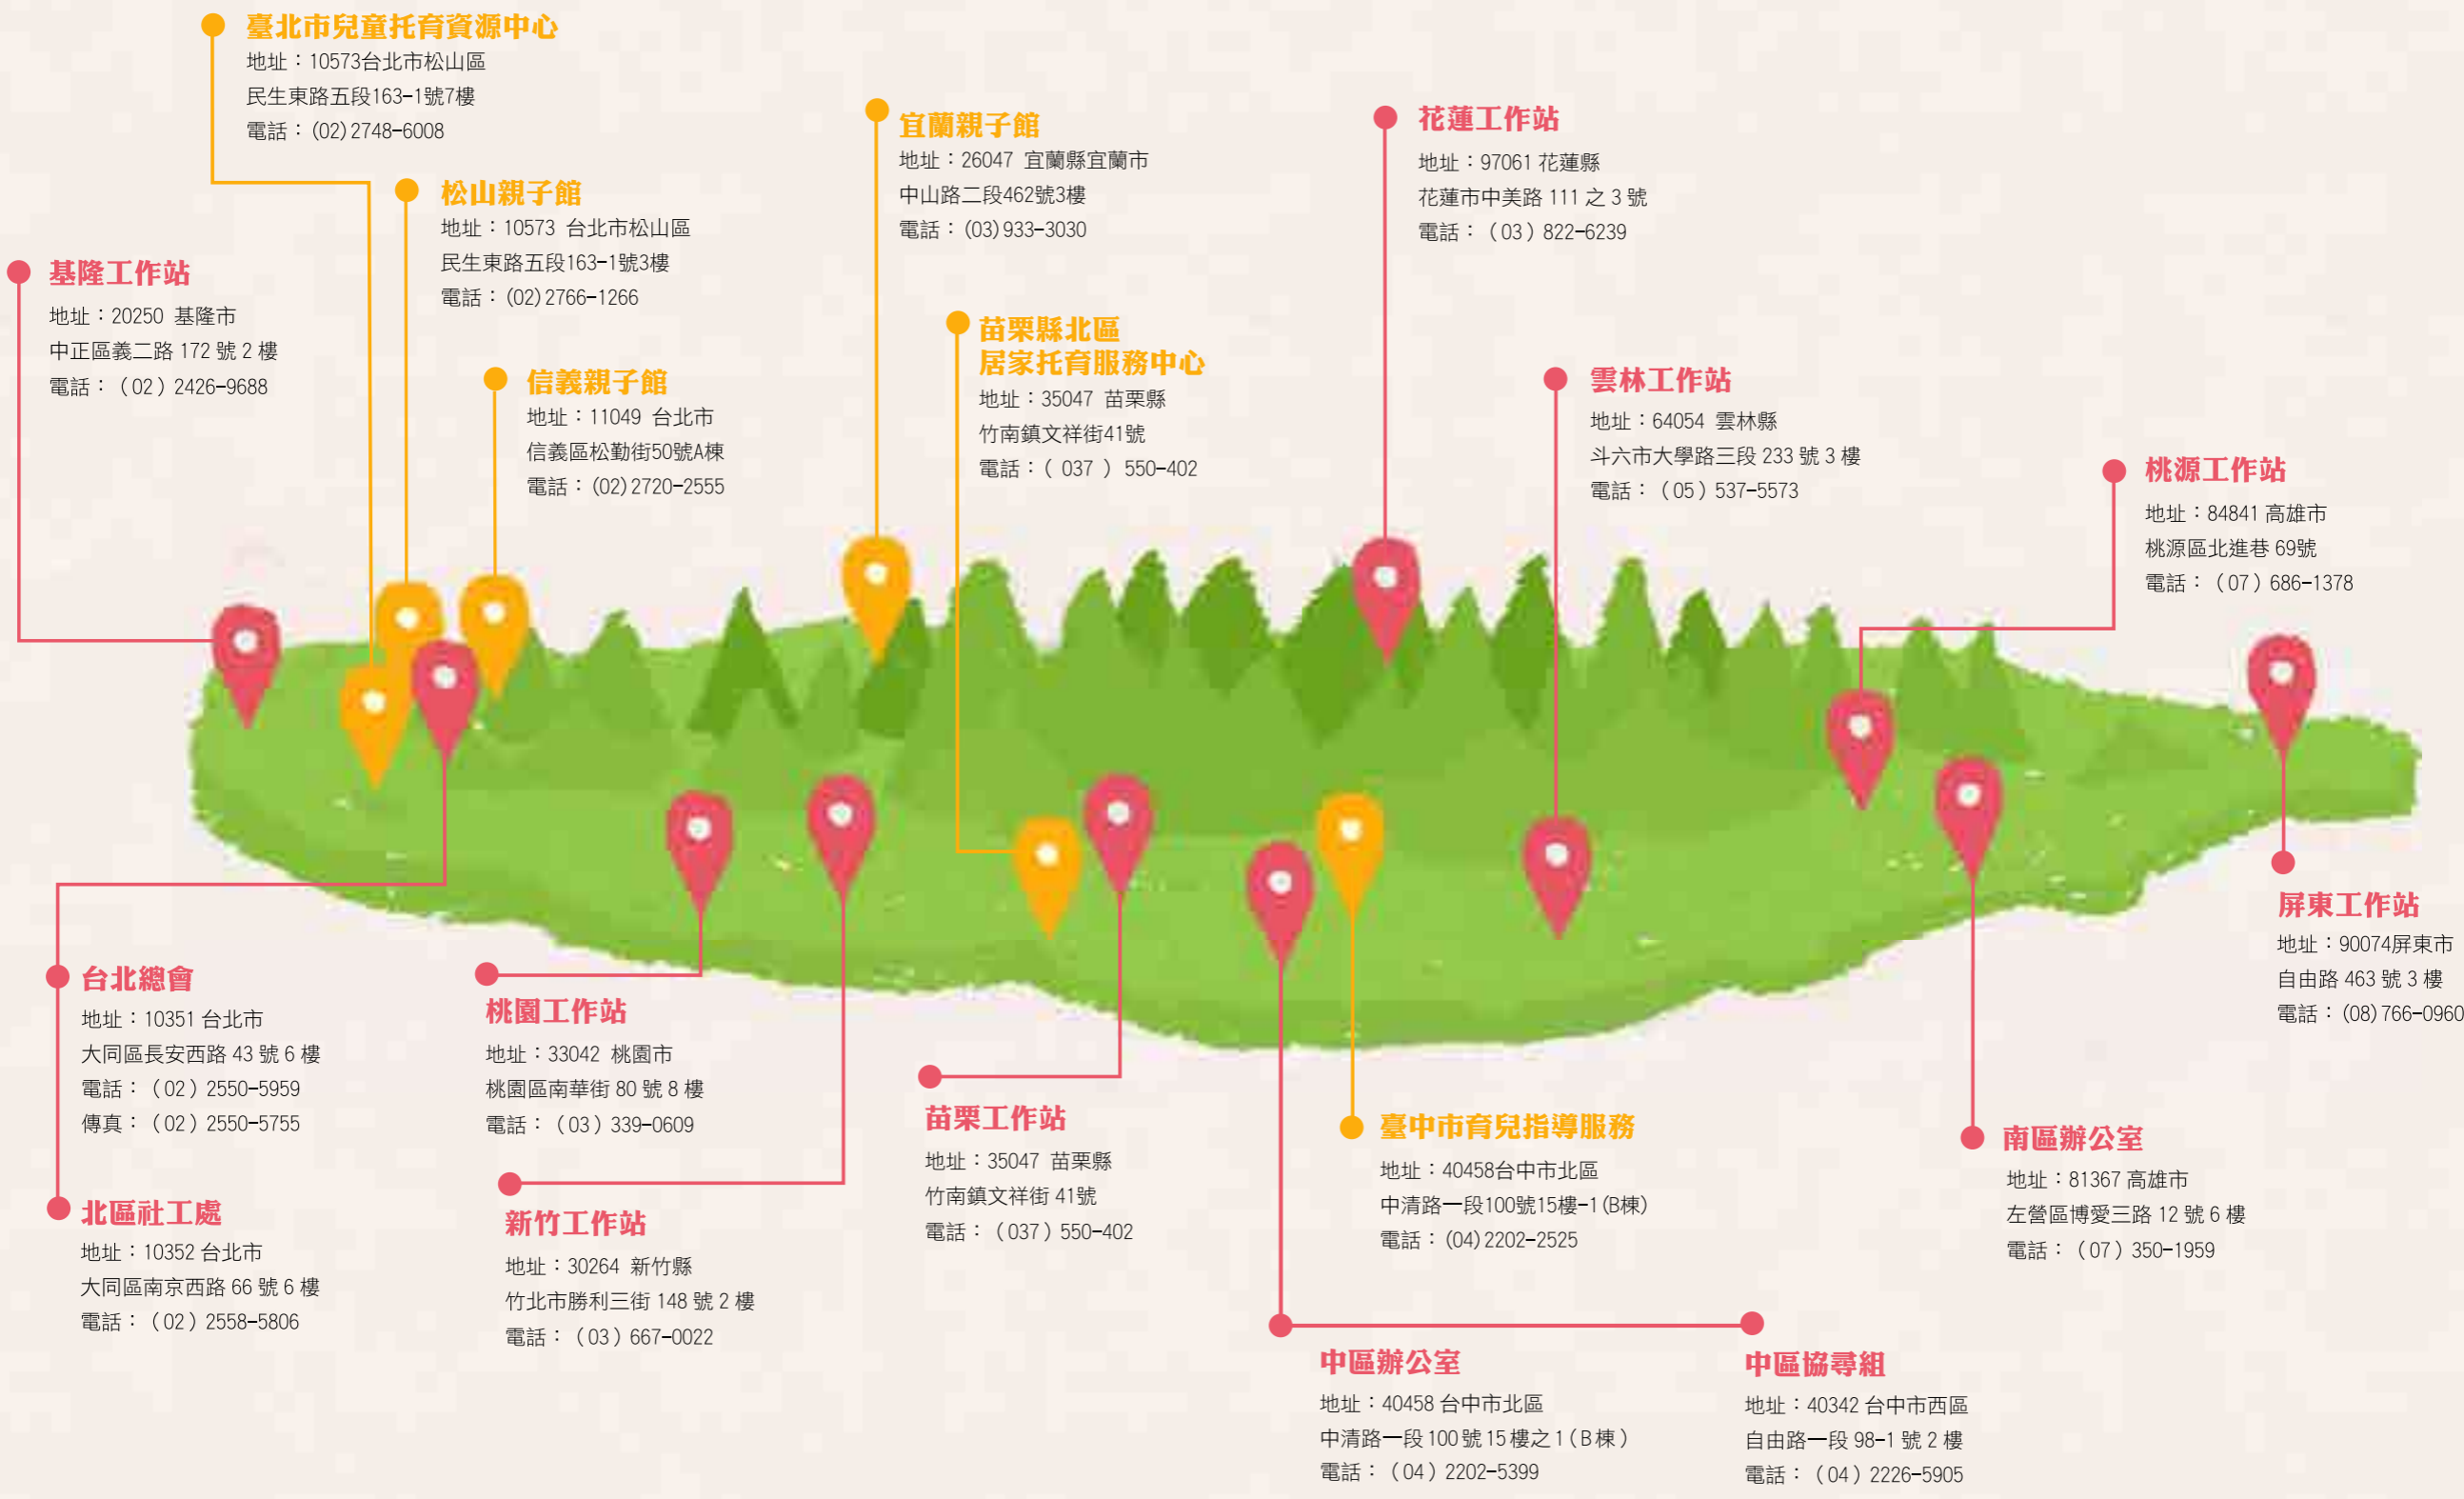 臺北市兒童托育資源中心
地址：10573台北市松山區
民生東路五段163-1號7樓
電話：(02)2748-6008
松山親子館
地址：10573 台北市松山區
民生東路五段163-1號3樓
電話：(02)2766-1266
基隆工作站
地址：20250 基隆市
中正區義二路 172 號 2 樓
電話：（02）2426-9688
信義親子館
地址：11049 台北市
信義區松勤街50號A棟
電話：(02)2720-2555
宜蘭親子館
地址：26047 宜蘭縣宜蘭市
中山路二段462號3樓
電話：(03)933-3030
苗栗縣北區
居家托育服務中心
地址：35047 苗栗縣
竹南鎮文祥街41號
電話：( 037 ) 550-402
花蓮工作站
地址：97061 花蓮縣
花蓮市中美路 111 之 3 號
電話：（03）822-6239
雲林工作站
地址：64054 雲林縣
斗六市大學路三段 233 號 3 樓
電話：（05）537-5573
桃源工作站
地址：84841 高雄市
桃源區北進巷 69號
電話：（07）686-1378
屏東工作站
地址：90074屏東市
自由路 463 號 3 樓
電話：(08)766-0960
台北總會
地址：10351 台北市
大同區長安西路 43 號 6 樓
電話：（02）2550-5959
傳真：（02）2550-5755
北區社工處
地址：10352 台北市
大同區南京西路 66 號 6 樓
電話：（02）2558-5806
桃園工作站
地址：33042 桃園市
桃園區南華街 80 號 8 樓
電話：（03）339-0609
新竹工作站
地址：30264 新竹縣
竹北市勝利三街 148 號 2 樓
電話：（03）667-0022
苗栗工作站
地址：35047 苗栗縣
竹南鎮文祥街 41號
電話：（037）550-402
臺中市育兒指導服務
地址：40458台中市北區
中清路一段100號15樓-1(B棟)
電話：(04)2202-2525
南區辦公室
地址：81367 高雄市
左營區博愛三路 12 號 6 樓
電話：（07）350-1959
中區辦公室
地址：40458 台中市北區
中清路一段 100 號 15 樓之 1（B 棟）
電話：（04）2202-5399
中區協尋組
地址：40342 台中市西區
自由路一段 98-1 號 2 樓
電話：（04）2226-5905